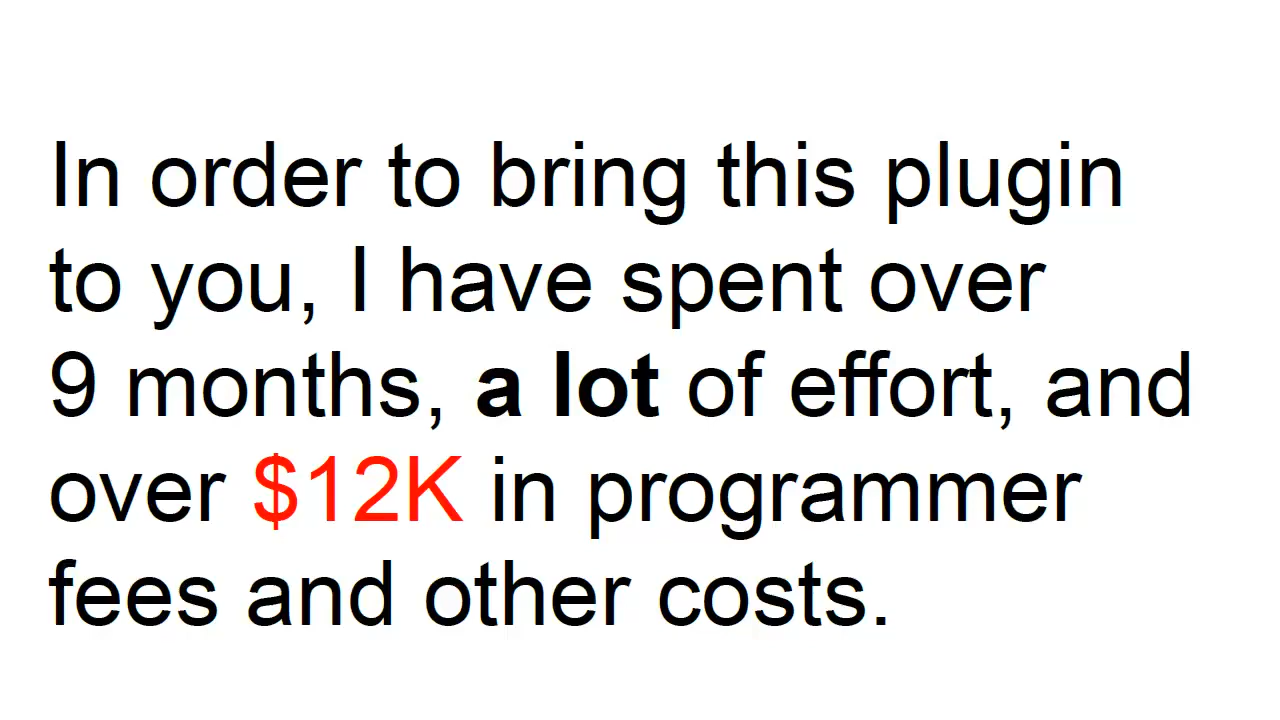 In order to bring this plugin
to you, I have spent over
9 months, a lot of effort, and
over $12K in programmer
fees and other costs.